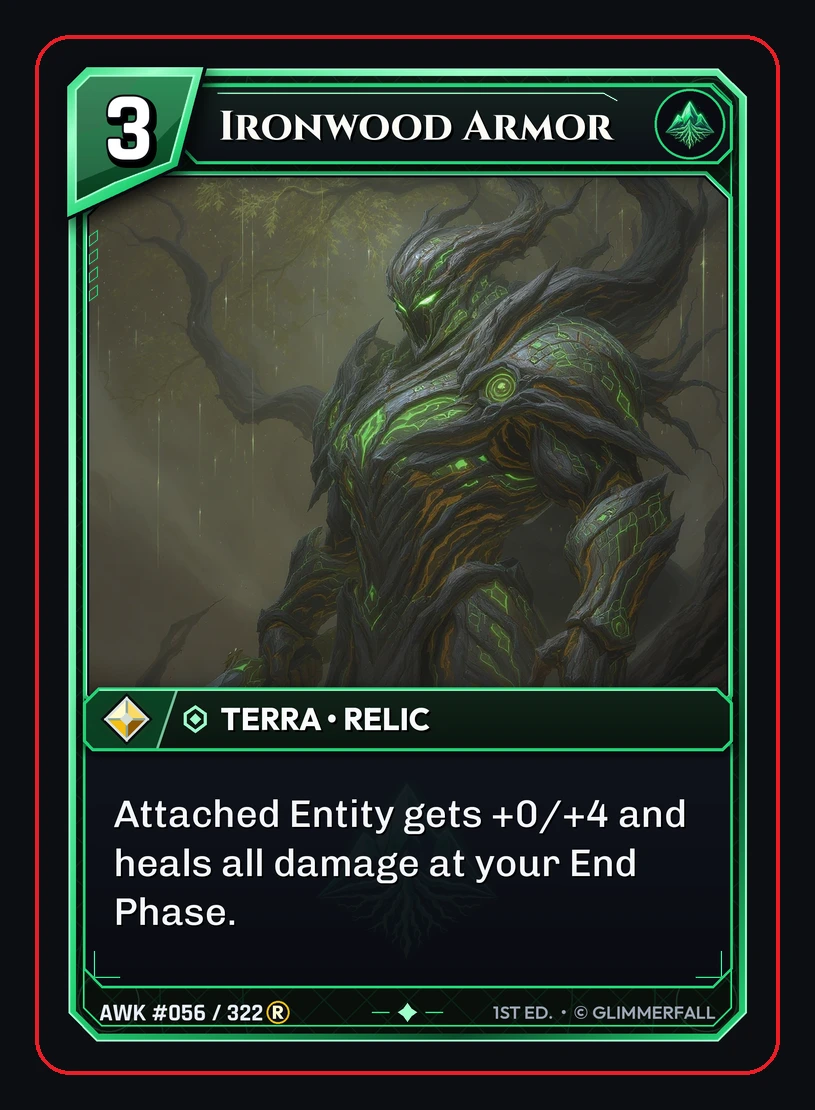 3
Ironwood Armor
TERRA • RELIC
Attached Entity gets +0/+4 and
heals all damage at your End
Phase.
AWK #056 / 322 R
1ST ED. • © GLIMMERFALL